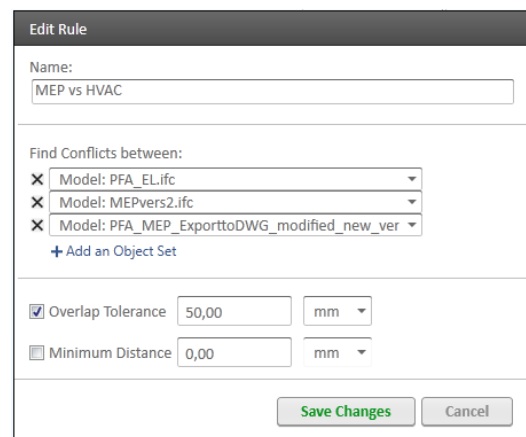 Edit Rule
Name:
MEP vs HVAC
Find Conflicts between:
Model: PFA_EL.ifc
Model: MEPvers2.ifc
Model: PFA_MEP_ExporttoDWG_modified_new_ver
+ Add an Object Set
Overlap Tolerance 50,00 mm
Minimum Distance 0,00 mm
Save Changes Cancel